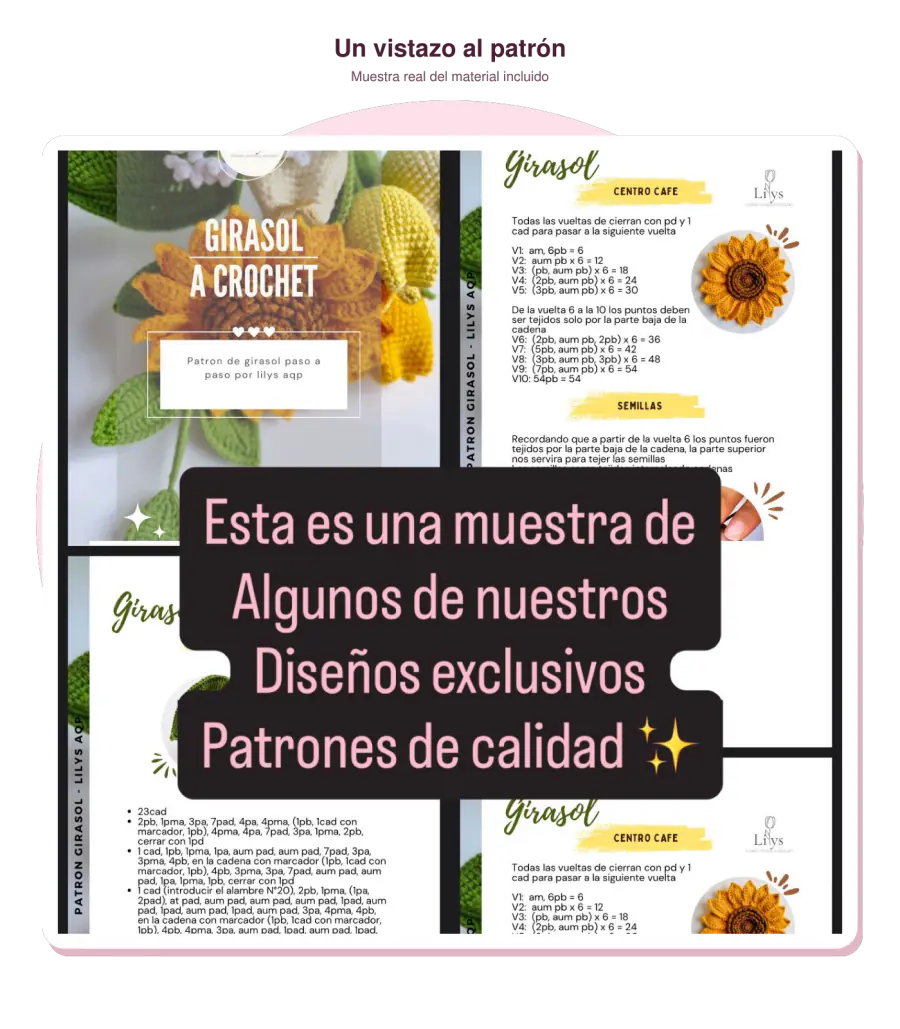 Un vistazo al patrón
Muestra real del material incluido
GIRASOL
A CROCHET
Patron de girasol paso a
paso por lilys aqp
PATRON GIRASOL - LILYS AQP
Girasol
CENTRO CAFE
Lilys
Todas las vueltas de cierran con pd y 1
cad para pasar a la siguiente vuelta
V1: am, 6pb = 6
V2: aum pb x 6 = 12
V3: (pb, aum pb) x 6 = 18
V4: (2pb, aum pb) x 6 = 24
V5: (3pb, aum pb) x 6 = 30
De la vuelta 6 a la 10 los puntos deben
ser tejidos solo por la parte baja de la
cadena
V6: (2pb, aum pb, 2pb) x 6 = 36
V7: (5pb, aum pb) x 6 = 42
V8: (3pb, aum pb, 3pb) x 6 = 48
V9: (7pb, aum pb) x 6 = 54
V10: 54pb = 54
SEMILLAS
Recordando que a partir de la vuelta 6 los puntos fueron
tejidos por la parte baja de la cadena, la parte superior
nos servira para tejer las semillas
Esta es una muestra de
Algunos de nuestros
Diseños exclusivos
Patrones de calidad ✨
PATRON GIRASOL - LILYS AQP
• 23cad
• 2pb, 1pma, 3pa, 7pad, 4pa, 4pma, (1pb, 1cad con
marcador, 1pb), 4pma, 4pa, 7pad, 3pa, 1pma, 2pb,
cerrar con 1pd
• 1 cad, 1pb, 1pma, 1pa, aum pad, aum pad, 7pad, 3pa,
3pma, 4pb, en la cadena con marcador (1pb, 1cad con
marcador, 1pb), 4pb, 3pma, 3pa, 7pad, aum pad, aum
pad, 1pa, 1pma, 1pb, cerrar con 1pd
• 1 cad (introducir el alambre N°20), 2pb, 1pma, (1pa,
2pad), at pad, aum pad, aum pad, aum pad, 1pad, aum
pad, 1pad, aum pad, 1pad, aum pad, 3pa, 4pma, 4pb,
en la cadena con marcador (1pb, 1cad con marcador,
1pb), 4pb, 4pma, 3pa, aum pad, 1pad, aum pad, 1pad,
Girasol
CENTRO CAFE
Lilys
Todas las vueltas de cierran con pd y 1
cad para pasar a la siguiente vuelta
V1: am, 6pb = 6
V2: aum pb x 6 = 12
V3: (pb, aum pb) x 6 = 18
V4: (2pb, aum pb) x 6 = 24